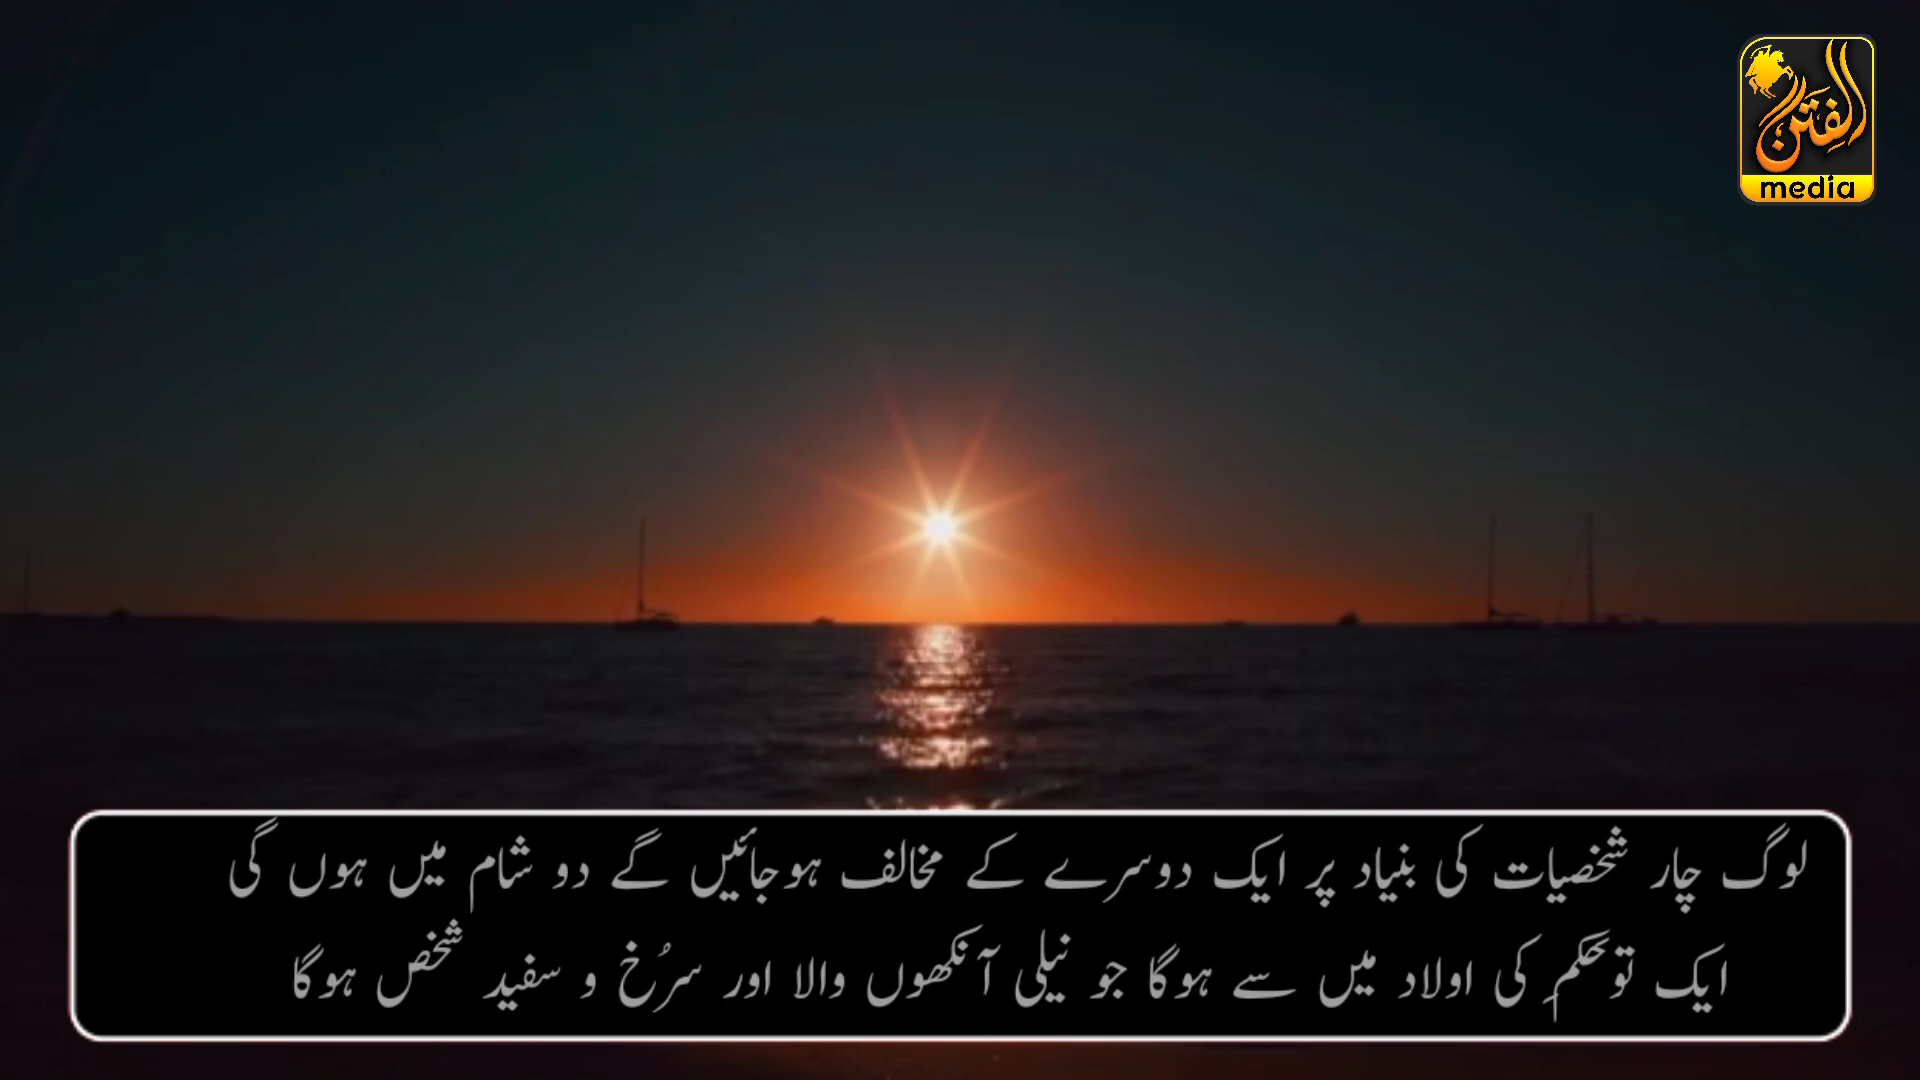 الفتن
media
لوگ چار شخصیات کی بنیاد پر ایک دوسرے کے مخالف ہوجائیں گے دو شام میں ہوں گی
ایک تو حکم کی اولاد میں سے ہوگا جو نیلی آنکھوں والا اور سرُخ و سفید شخص ہوگا